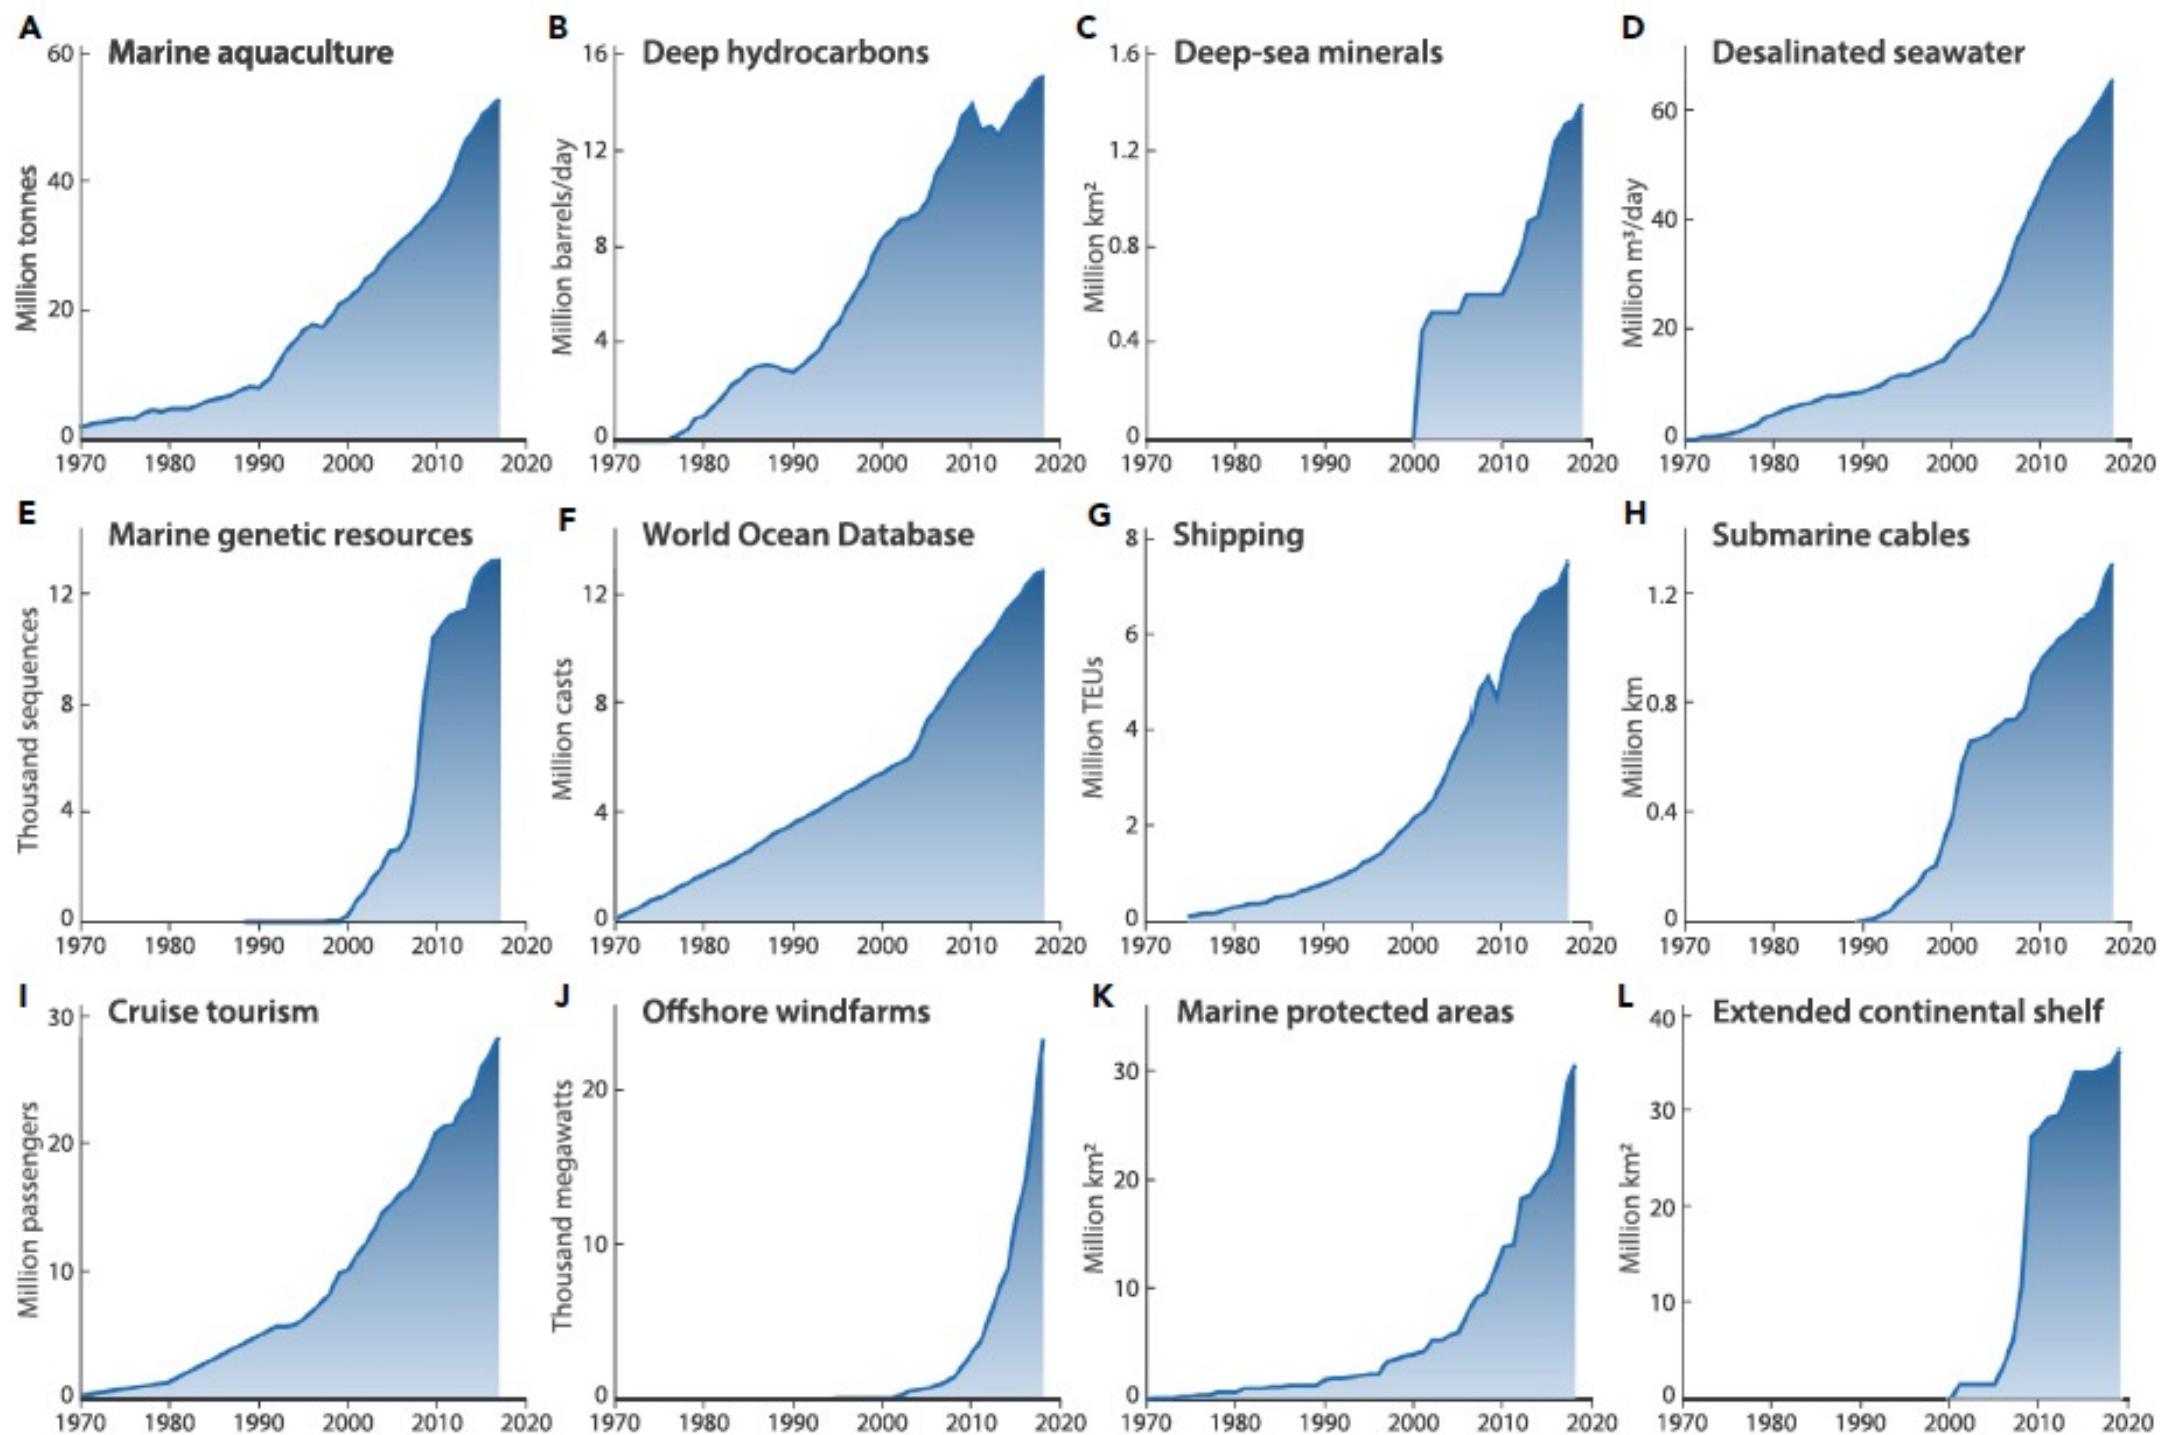 A Marine aquaculture
Million tonnes
60
40
20
0
1970 1980 1990 2000 2010 2020
B Deep hydrocarbons
Million barrels/day
16
12
8
4
0
1970 1980 1990 2000 2010 2020
C Deep-sea minerals
Million km²
1.6
1.2
0.8
0.4
0
1970 1980 1990 2000 2010 2020
D Desalinated seawater
Million m³/day
60
40
20
0
1970 1980 1990 2000 2010 2020
E Marine genetic resources
Thousand sequences
12
8
4
0
1970 1980 1990 2000 2010 2020
F World Ocean Database
Million casts
12
8
4
0
1970 1980 1990 2000 2010 2020
G Shipping
Million TEUs
8
6
4
2
0
1970 1980 1990 2000 2010 2020
H Submarine cables
Million km
1.2
0.8
0.4
0
1970 1980 1990 2000 2010 2020
I Cruise tourism
Million passengers
30
20
10
0
1970 1980 1990 2000 2010 2020
J Offshore windfarms
Thousand megawatts
20
10
0
1970 1980 1990 2000 2010 2020
K Marine protected areas
Million km²
30
20
10
0
1970 1980 1990 2000 2010 2020
L Extended continental shelf
Million km²
40
30
20
10
0
1970 1980 1990 2000 2010 2020